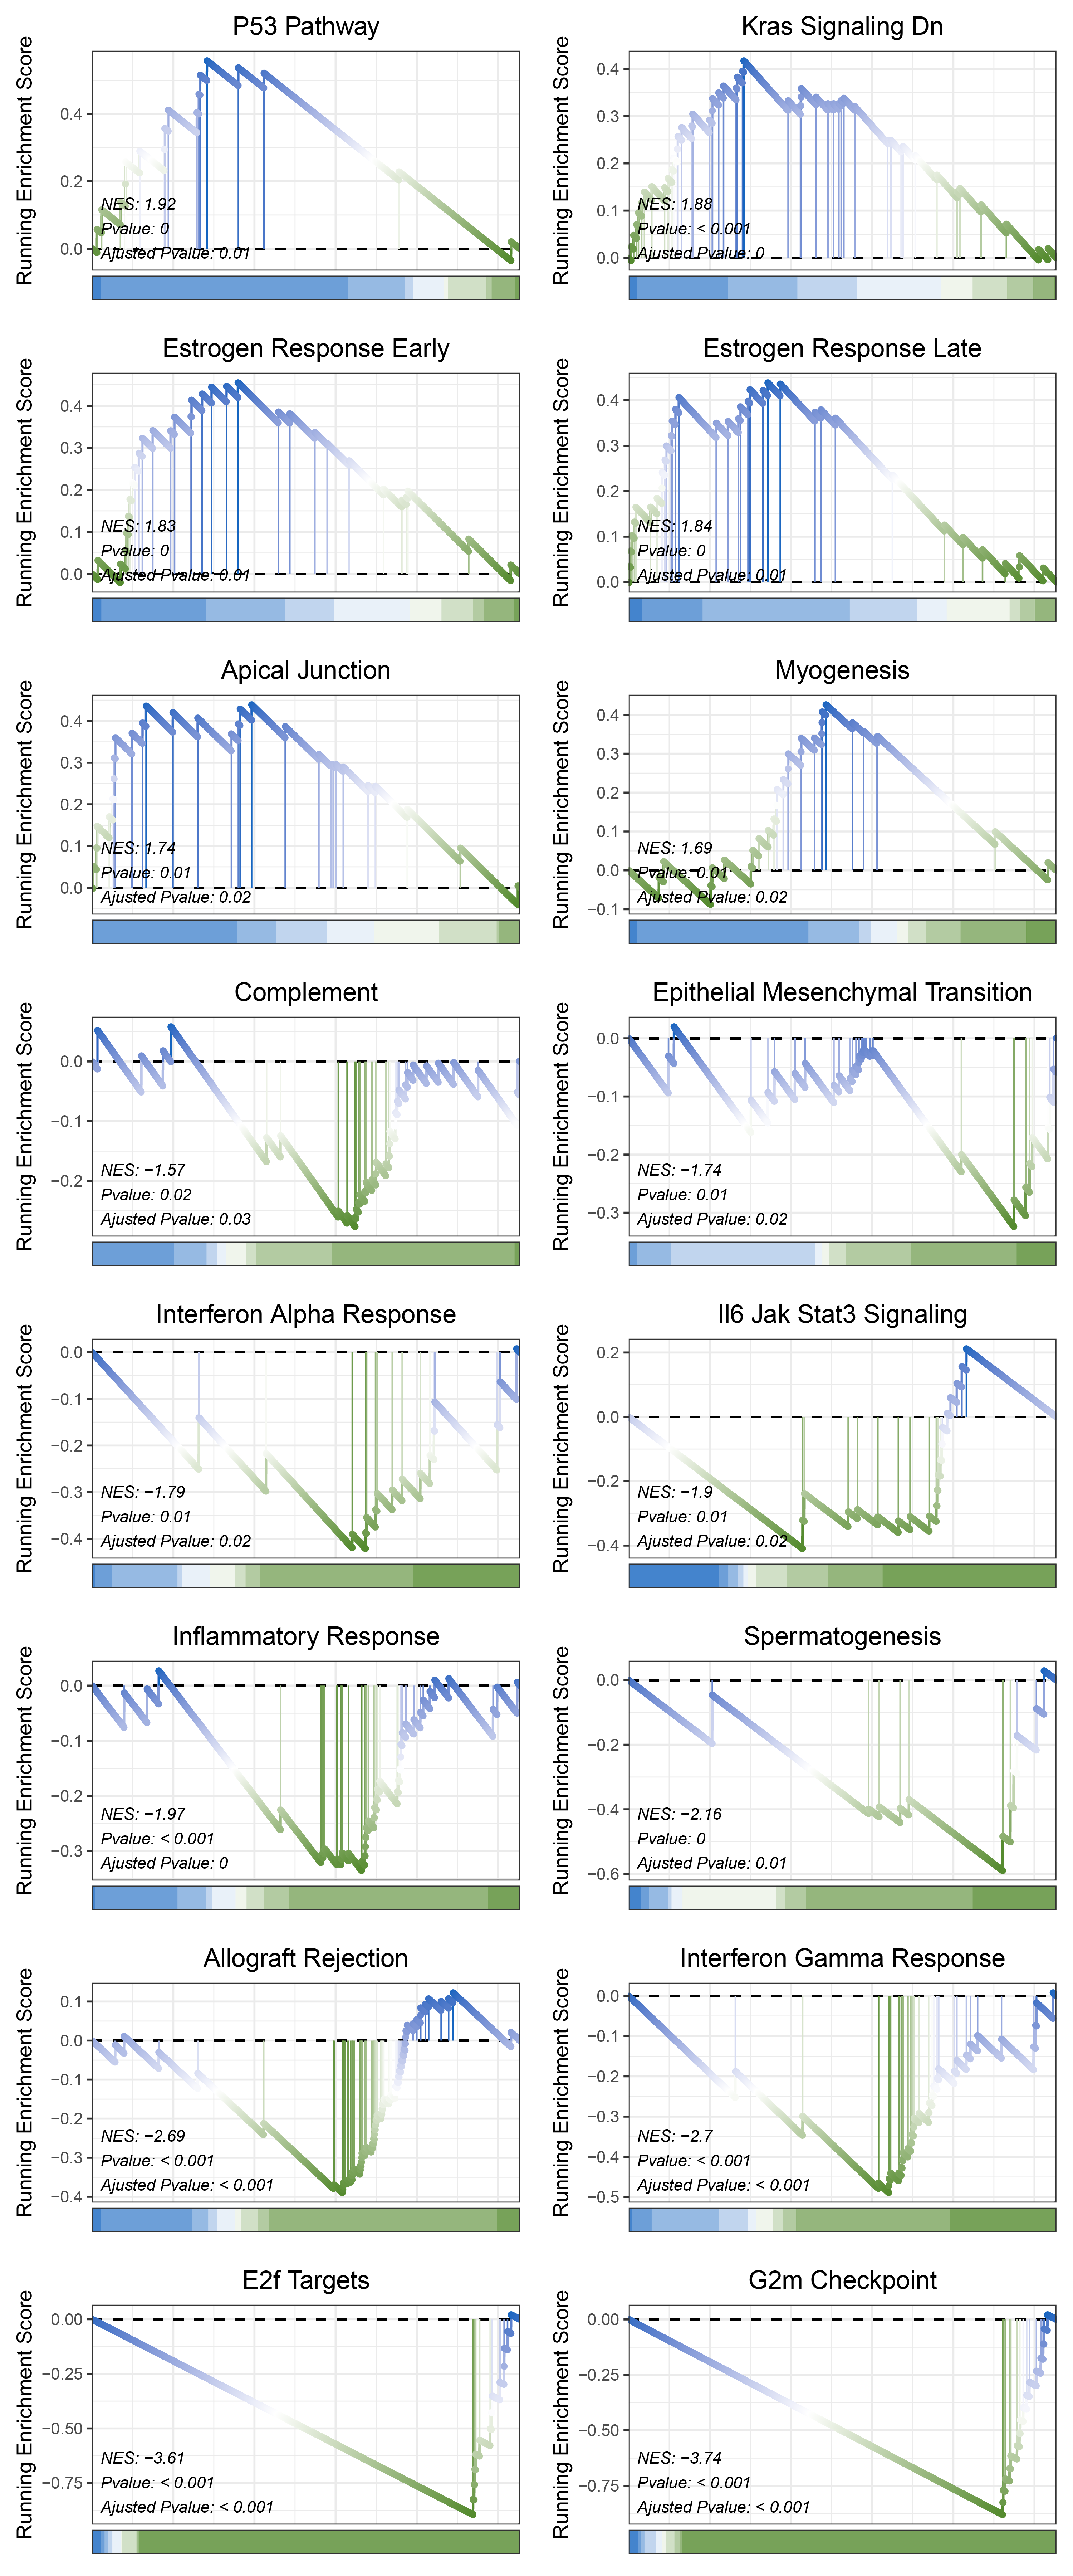 P53 Pathway
Running Enrichment Score
0.4
0.2
0.0
NES: 1.92
Pvalue: 0
Ajusted Pvalue: 0.01
Kras Signaling Dn
Running Enrichment Score
0.4
0.3
0.2
0.1
0.0
NES: 1.88
Pvalue: < 0.001
Ajusted Pvalue: 0
Estrogen Response Early
Running Enrichment Score
0.4
0.3
0.2
0.1
0.0
NES: 1.83
Pvalue: 0
Ajusted Pvalue: 0.01
Estrogen Response Late
Running Enrichment Score
0.4
0.3
0.2
0.1
0.0
NES: 1.84
Pvalue: 0
Ajusted Pvalue: 0.01
Apical Junction
Running Enrichment Score
0.4
0.3
0.2
0.1
0.0
NES: 1.74
Pvalue: 0.01
Ajusted Pvalue: 0.02
Myogenesis
Running Enrichment Score
0.4
0.3
0.2
0.1
0.0
−0.1
NES: 1.69
Pvalue: 0.01
Ajusted Pvalue: 0.02
Complement
Running Enrichment Score
0.0
−0.1
−0.2
NES: −1.57
Pvalue: 0.02
Ajusted Pvalue: 0.03
Epithelial Mesenchymal Transition
Running Enrichment Score
0.0
−0.1
−0.2
−0.3
NES: −1.74
Pvalue: 0.01
Ajusted Pvalue: 0.02
Interferon Alpha Response
Running Enrichment Score
0.0
−0.1
−0.2
−0.3
−0.4
NES: −1.79
Pvalue: 0.01
Ajusted Pvalue: 0.02
Il6 Jak Stat3 Signaling
Running Enrichment Score
0.2
0.0
−0.2
−0.4
NES: −1.9
Pvalue: 0.01
Ajusted Pvalue: 0.02
Inflammatory Response
Running Enrichment Score
0.0
−0.1
−0.2
−0.3
NES: −1.97
Pvalue: < 0.001
Ajusted Pvalue: 0
Spermatogenesis
Running Enrichment Score
0.0
−0.2
−0.4
−0.6
NES: −2.16
Pvalue: 0
Ajusted Pvalue: 0.01
Allograft Rejection
Running Enrichment Score
0.1
0.0
−0.1
−0.2
−0.3
−0.4
NES: −2.69
Pvalue: < 0.001
Ajusted Pvalue: < 0.001
Interferon Gamma Response
Running Enrichment Score
0.0
−0.1
−0.2
−0.3
−0.4
−0.5
NES: −2.7
Pvalue: < 0.001
Ajusted Pvalue: < 0.001
E2f Targets
Running Enrichment Score
0.00
−0.25
−0.50
−0.75
NES: −3.61
Pvalue: < 0.001
Ajusted Pvalue: < 0.001
G2m Checkpoint
Running Enrichment Score
0.00
−0.25
−0.50
−0.75
NES: −3.74
Pvalue: < 0.001
Ajusted Pvalue: < 0.001